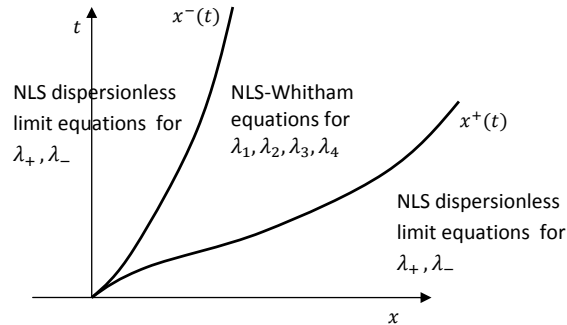 t
x⁻(t)
NLS dispersionless
limit equations for
λ₊ , λ₋
NLS-Whitham
equations for
λ₁, λ₂, λ₃, λ₄
x⁺(t)
NLS dispersionless
limit equations for
λ₊ , λ₋
x